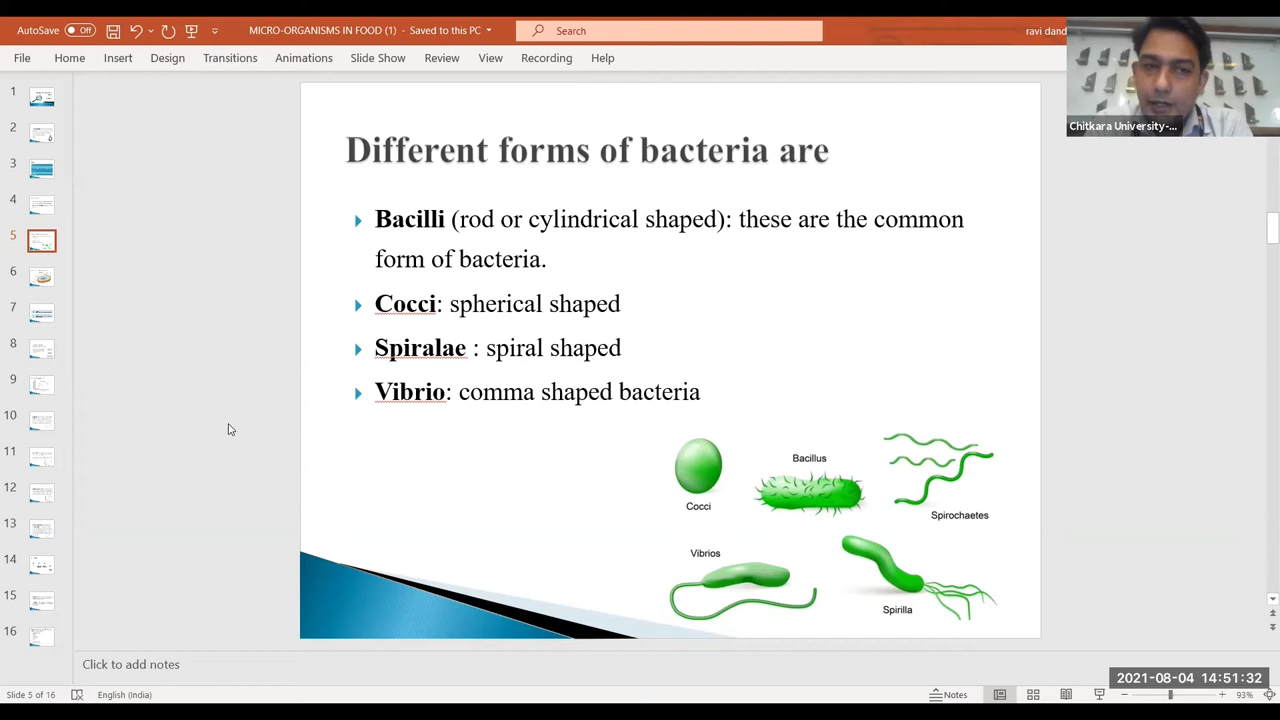 AutoSave Off MICRO-ORGANISMS IN FOOD (1) - Saved to this PC Search ravi dand
File Home Insert Design Transitions Animations Slide Show Review View Recording Help
Chitkara University-...
Different forms of bacteria are
Bacilli (rod or cylindrical shaped): these are the common
form of bacteria.
Cocci: spherical shaped
Spiralae : spiral shaped
Vibrio: comma shaped bacteria
Bacillus
Cocci
Spirochaetes
Vibrios
Spirilla
1
2
3
4
5
6
7
8
9
10
11
12
13
14
15
16
Click to add notes
2021-08-04 14:51:32
Slide 5 of 16 English (India) Notes 93%